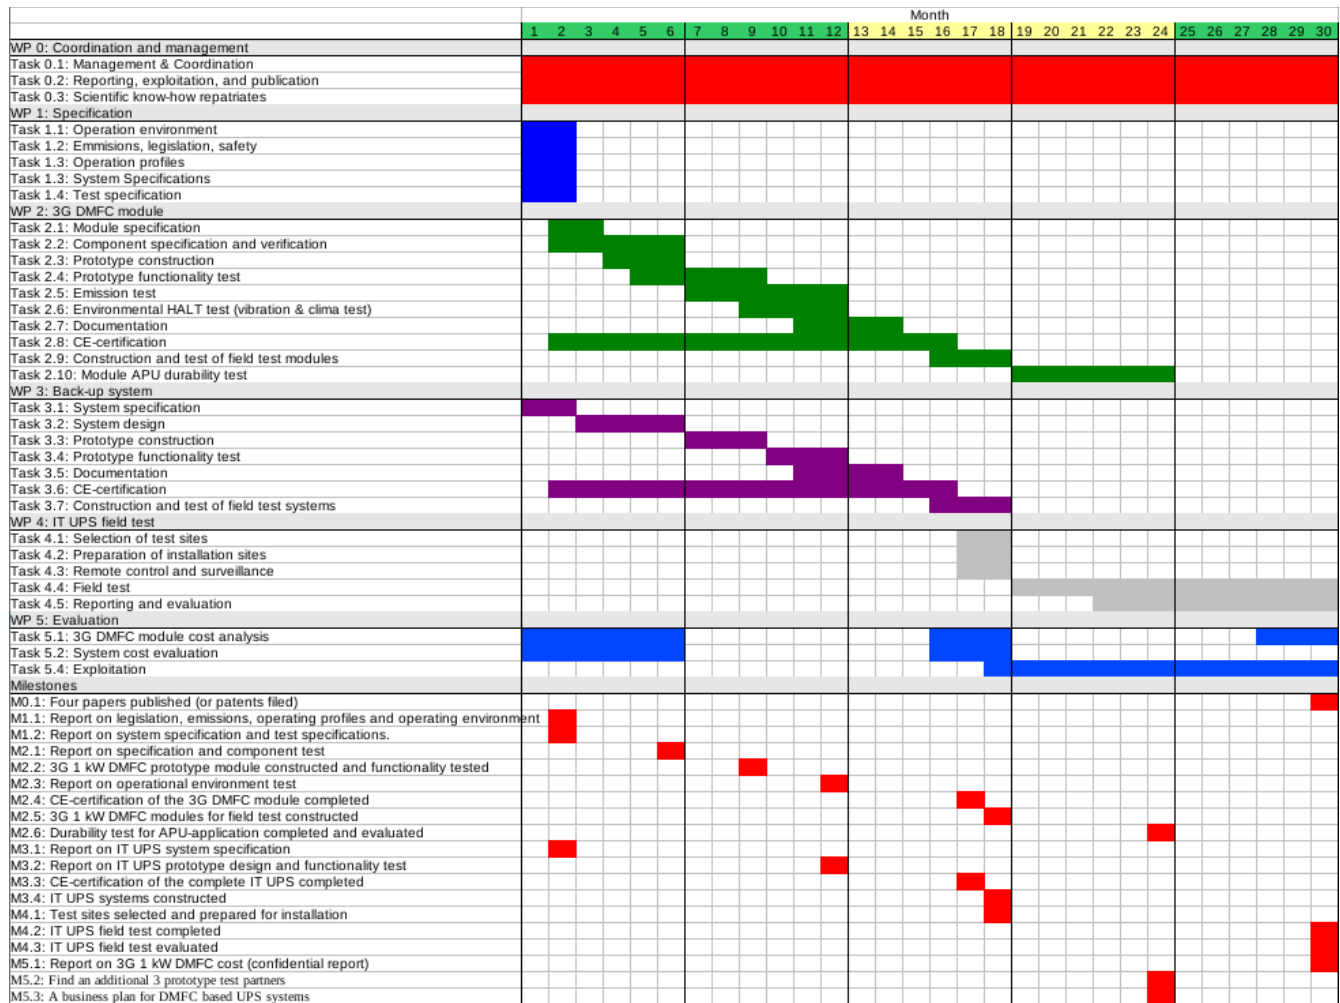 Month
1 2 3 4 5 6 7 8 9 10 11 12 13 14 15 16 17 18 19 20 21 22 23 24 25 26 27 28 29 30
WP 0: Coordination and management
Task 0.1: Management & Coordination
Task 0.2: Reporting, exploitation, and publication
Task 0.3: Scientific know-how repatriates
WP 1: Specification
Task 1.1: Operation environment
Task 1.2: Emmisions, legislation, safety
Task 1.3: Operation profiles
Task 1.3: System Specifications
Task 1.4: Test specification
WP 2: 3G DMFC module
Task 2.1: Module specification
Task 2.2: Component specification and verification
Task 2.3: Prototype construction
Task 2.4: Prototype functionality test
Task 2.5: Emission test
Task 2.6: Environmental HALT test (vibration & clima test)
Task 2.7: Documentation
Task 2.8: CE-certification
Task 2.9: Construction and test of field test modules
Task 2.10: Module APU durability test
WP 3: Back-up system
Task 3.1: System specification
Task 3.2: System design
Task 3.3: Prototype construction
Task 3.4: Prototype functionality test
Task 3.5: Documentation
Task 3.6: CE-certification
Task 3.7: Construction and test of field test systems
WP 4: IT UPS field test
Task 4.1: Selection of test sites
Task 4.2: Preparation of installation sites
Task 4.3: Remote control and surveillance
Task 4.4: Field test
Task 4.5: Reporting and evaluation
WP 5: Evaluation
Task 5.1: 3G DMFC module cost analysis
Task 5.2: System cost evaluation
Task 5.4: Exploitation
Milestones
M0.1: Four papers published (or patents filed)
M1.1: Report on legislation, emissions, operating profiles and operating environment
M1.2: Report on system specification and test specifications.
M2.1: Report on specification and component test
M2.2: 3G 1 kW DMFC prototype module constructed and functionality tested
M2.3: Report on operational environment test
M2.4: CE-certification of the 3G DMFC module completed
M2.5: 3G 1 kW DMFC modules for field test constructed
M2.6: Durability test for APU-application completed and evaluated
M3.1: Report on IT UPS system specification
M3.2: Report on IT UPS prototype design and functionality test
M3.3: CE-certification of the complete IT UPS completed
M3.4: IT UPS systems constructed
M4.1: Test sites selected and prepared for installation
M4.2: IT UPS field test completed
M4.3: IT UPS field test evaluated
M5.1: Report on 3G 1 kW DMFC cost (confidential report)
M5.2: Find an additional 3 prototype test partners
M5.3: A business plan for DMFC based UPS systems